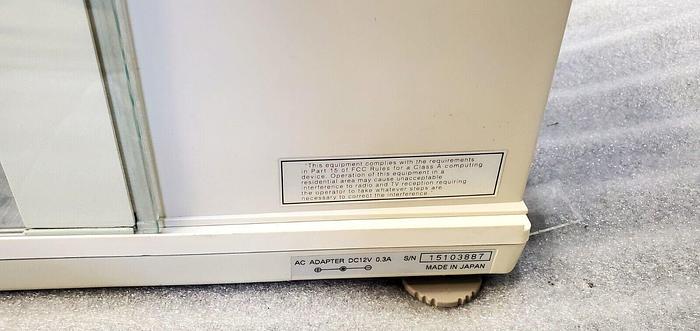 "This equipment complies with the requirements
in Part 15 of FCC Rules for a Class A computing
device. Operation of this equipment in a
residential area may cause unacceptable
interference to radio and TV reception requiring
the operator to take whatever steps are
necessary to correct the interference."
AC ADAPTER DC12V 0.3A S/N 15103887
MADE IN JAPAN